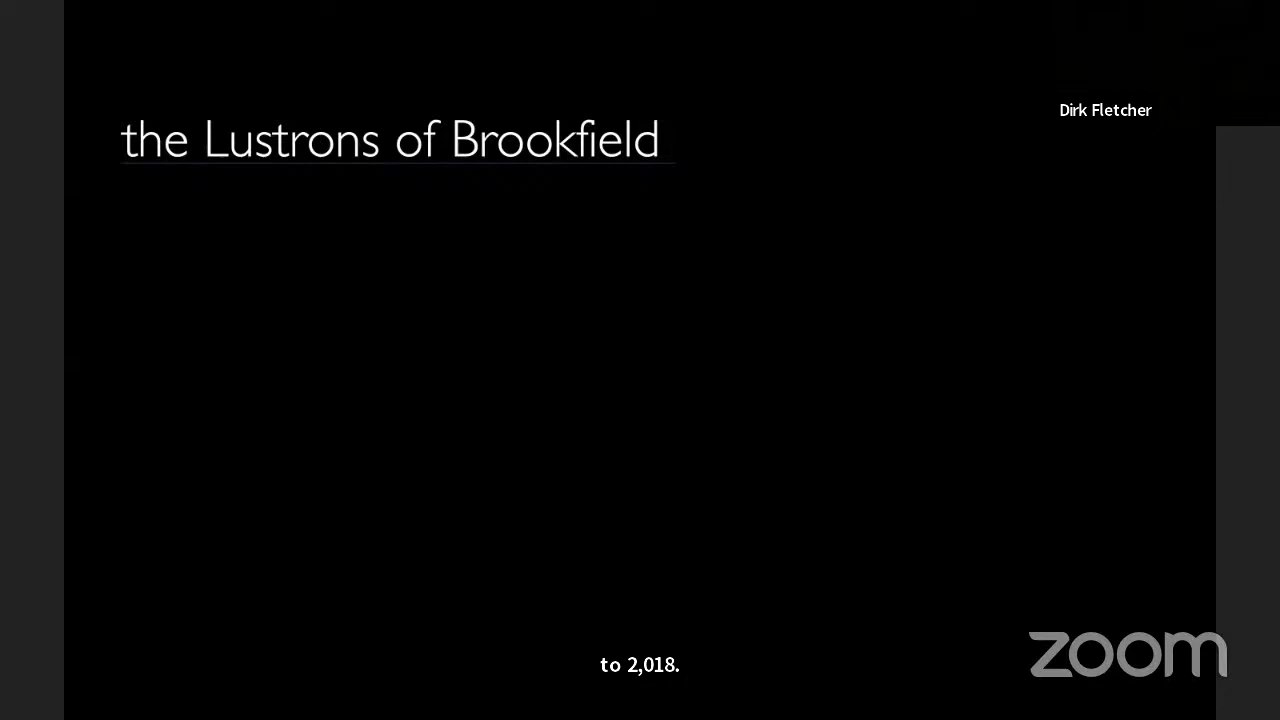 Dirk Fletcher
the Lustrons of Brookfield
to 2,018.
zoom